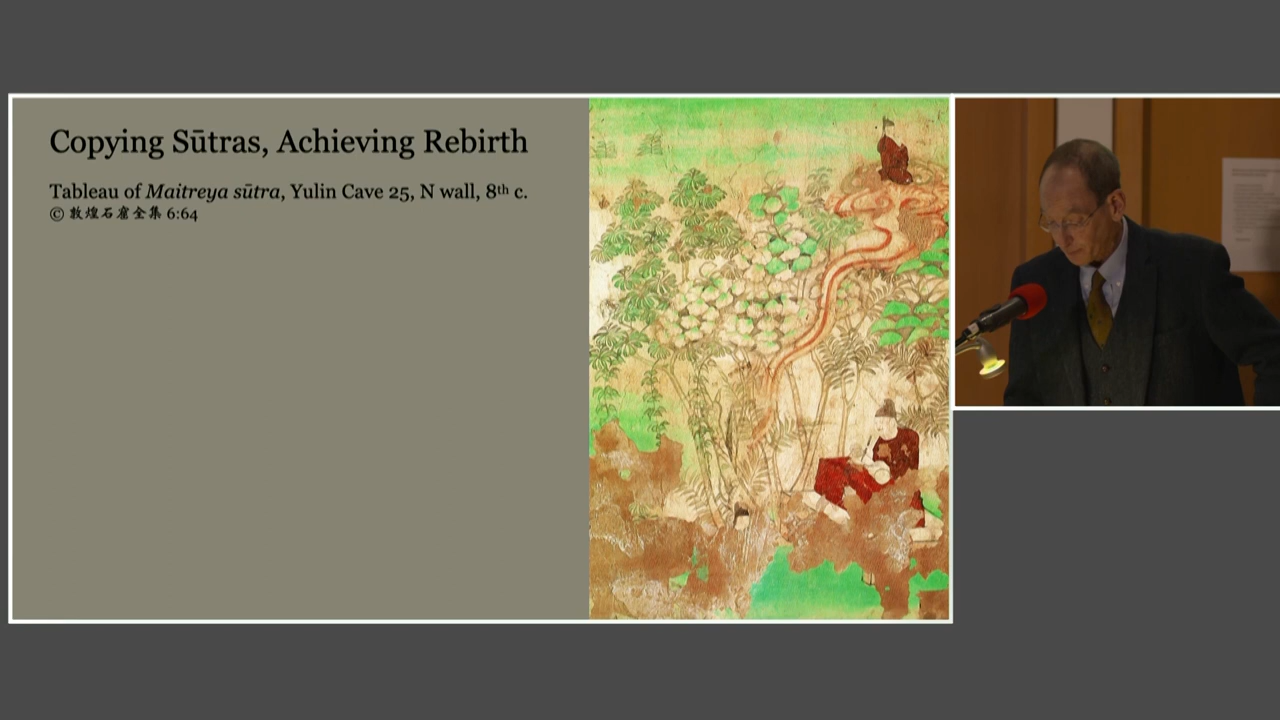 Copying Sūtras, Achieving Rebirth
Tableau of Maitreya sūtra, Yulin Cave 25, N wall, 8th c.
© 敦煌石窟全集 6:64